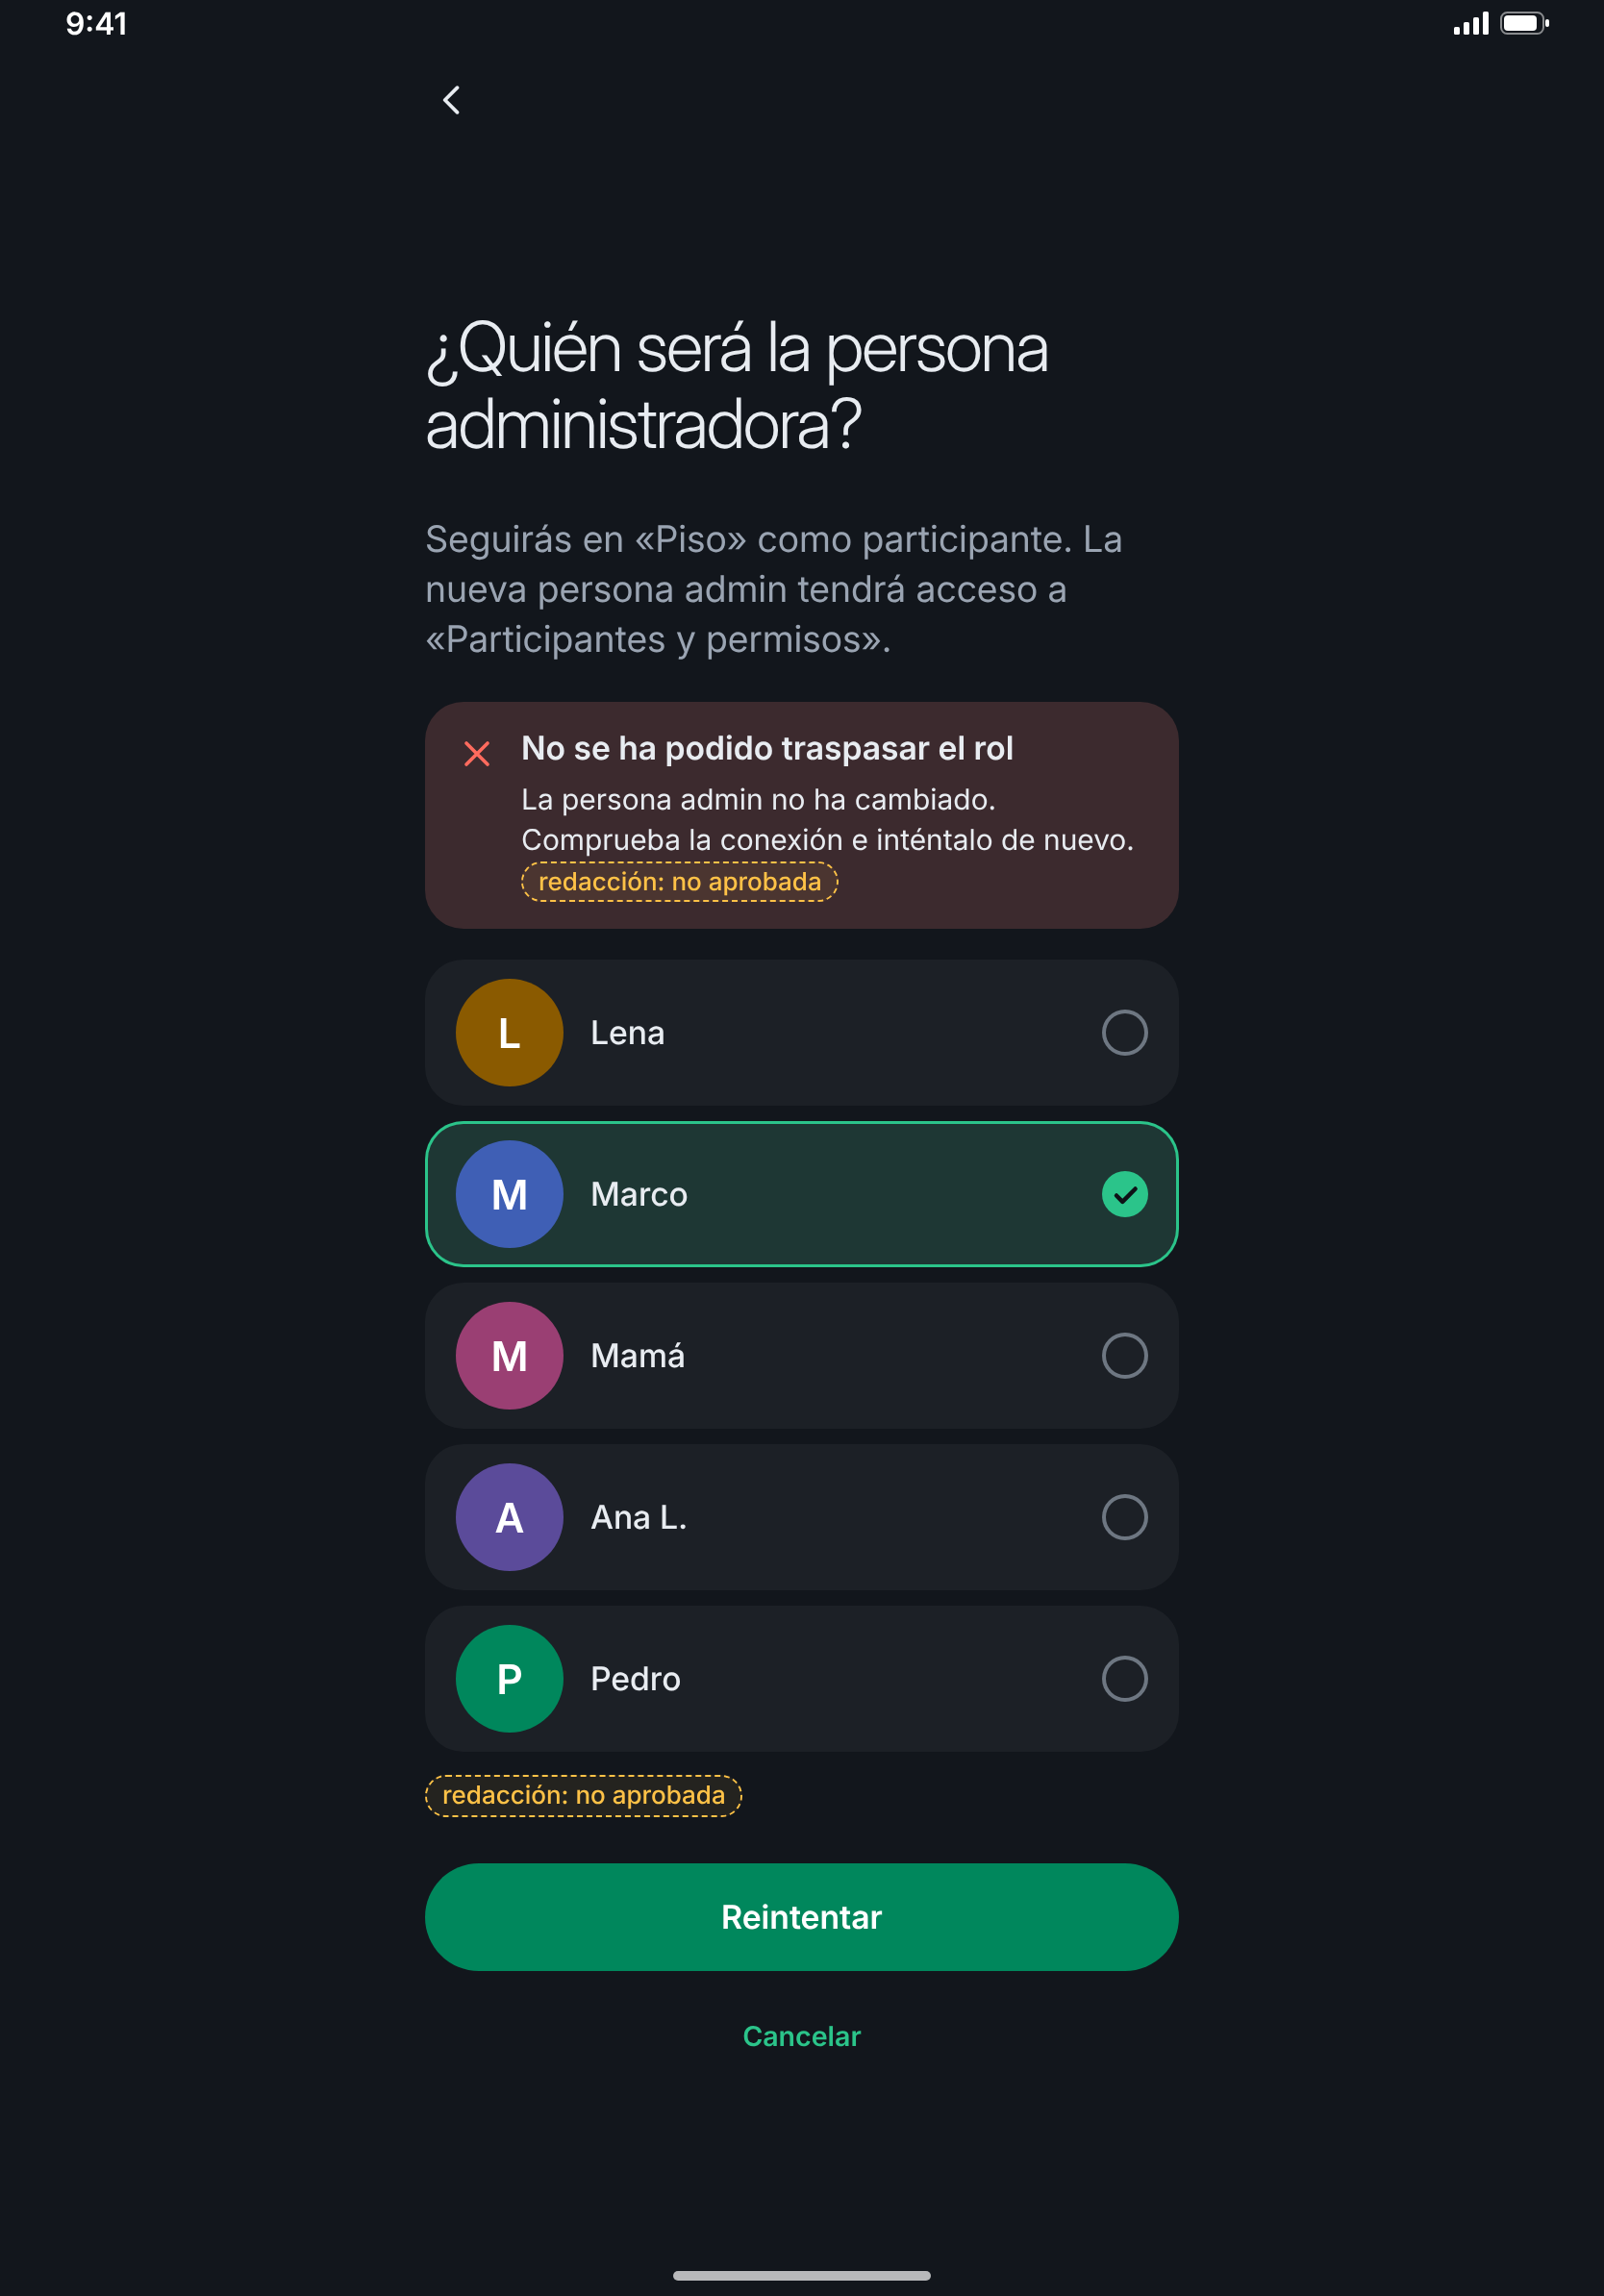 9:41
¿Quién será la persona
administradora?
Seguirás en «Piso» como participante. La
nueva persona admin tendrá acceso a
«Participantes y permisos».
No se ha podido traspasar el rol
La persona admin no ha cambiado.
Comprueba la conexión e inténtalo de nuevo.
redacción: no aprobada
L Lena
M Marco
M Mamá
A Ana L.
P Pedro
redacción: no aprobada
Reintentar
Cancelar